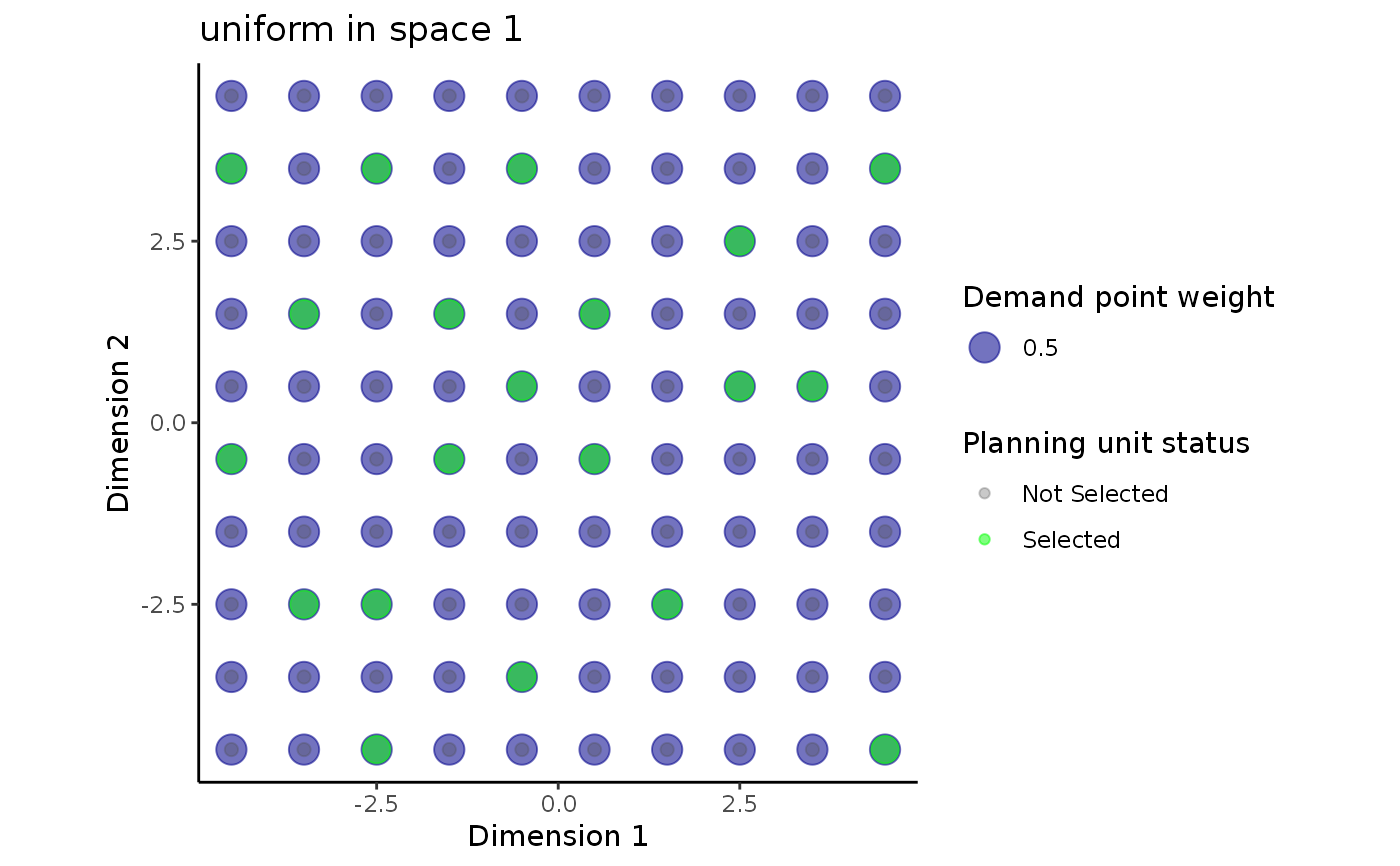 uniform in space 1
Dimension 2
2.5
0.0
-2.5
-2.5
0.0
2.5
Dimension 1
Demand point weight
0.5
Planning unit status
Not Selected
Selected